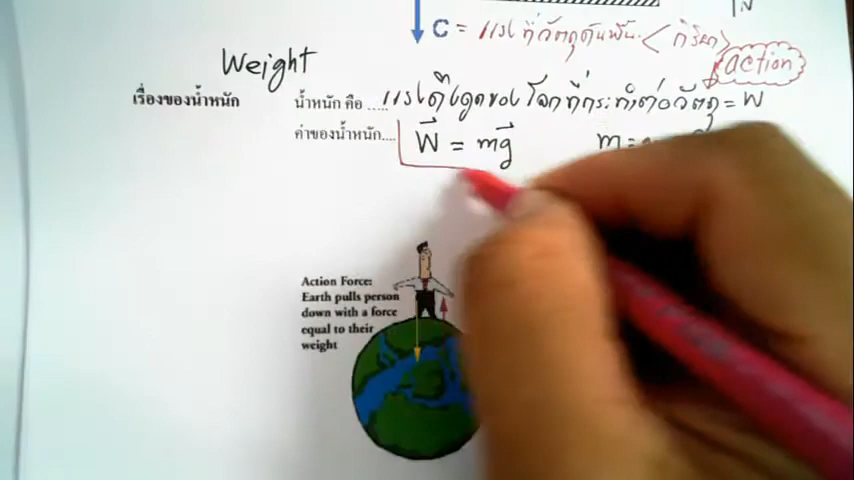 C = แรงที่วัตถุดันพื้น <กิริยา>
Weight
action
เรื่องของน้ำหนัก น้ำหนัก คือ .....แรงดึงดูดของโลกที่กระทำต่อวัตถุ = W
ค่าของน้ำหนัก.... W⃗ = mg⃗ m =
Action Force:
Earth pulls person
down with a force
equal to their
weight